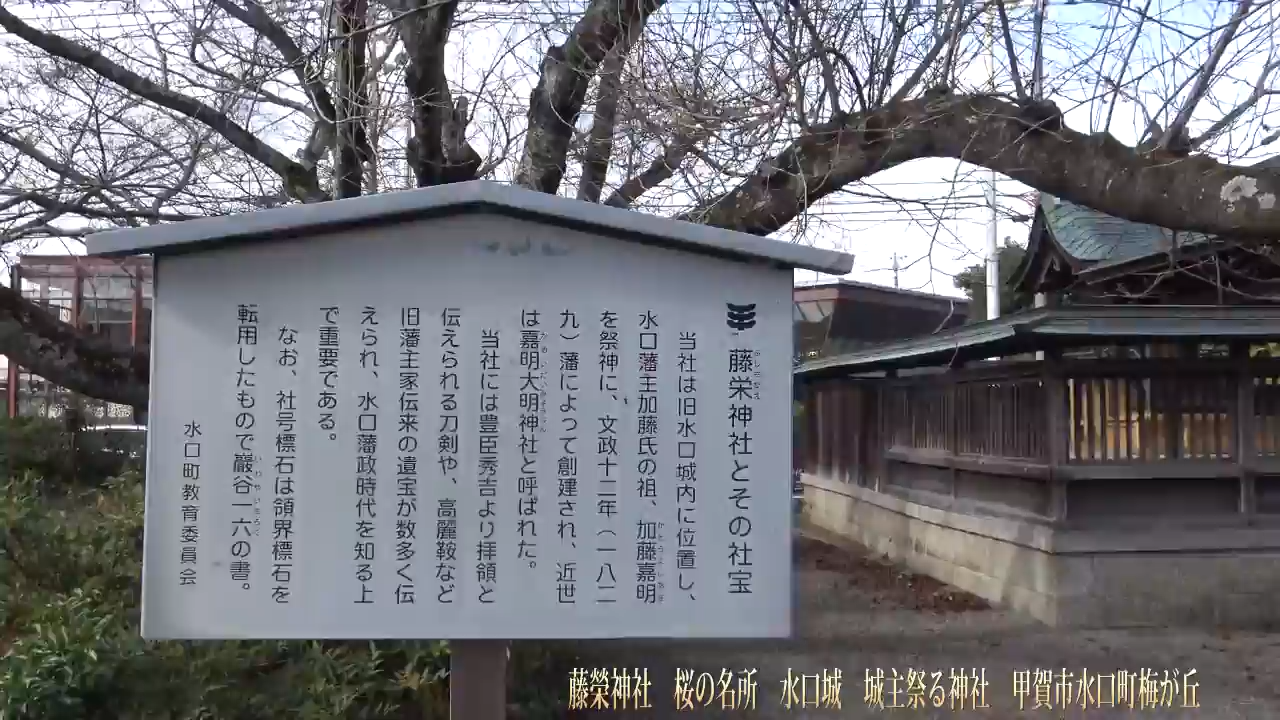 藤栄神社とその社宝
当社は旧水口城内に位置し、
水口藩主加藤氏の祖、加藤嘉明
を祭神に、文政十二年（一八二
九）藩によって創建され、近世
は嘉明大明神社と呼ばれた。
当社には豊臣秀吉より拝領と
伝えられる刀剣や、高麗鞍など
旧藩主家伝来の遺宝が数多く伝
えられ、水口藩政時代を知る上
で重要である。
なお、社号標石は領界標石を
転用したもので巖谷一六の書。
水口町教育委員会
藤榮神社　桜の名所　水口城　城主祭る神社　甲賀市水口町梅が丘